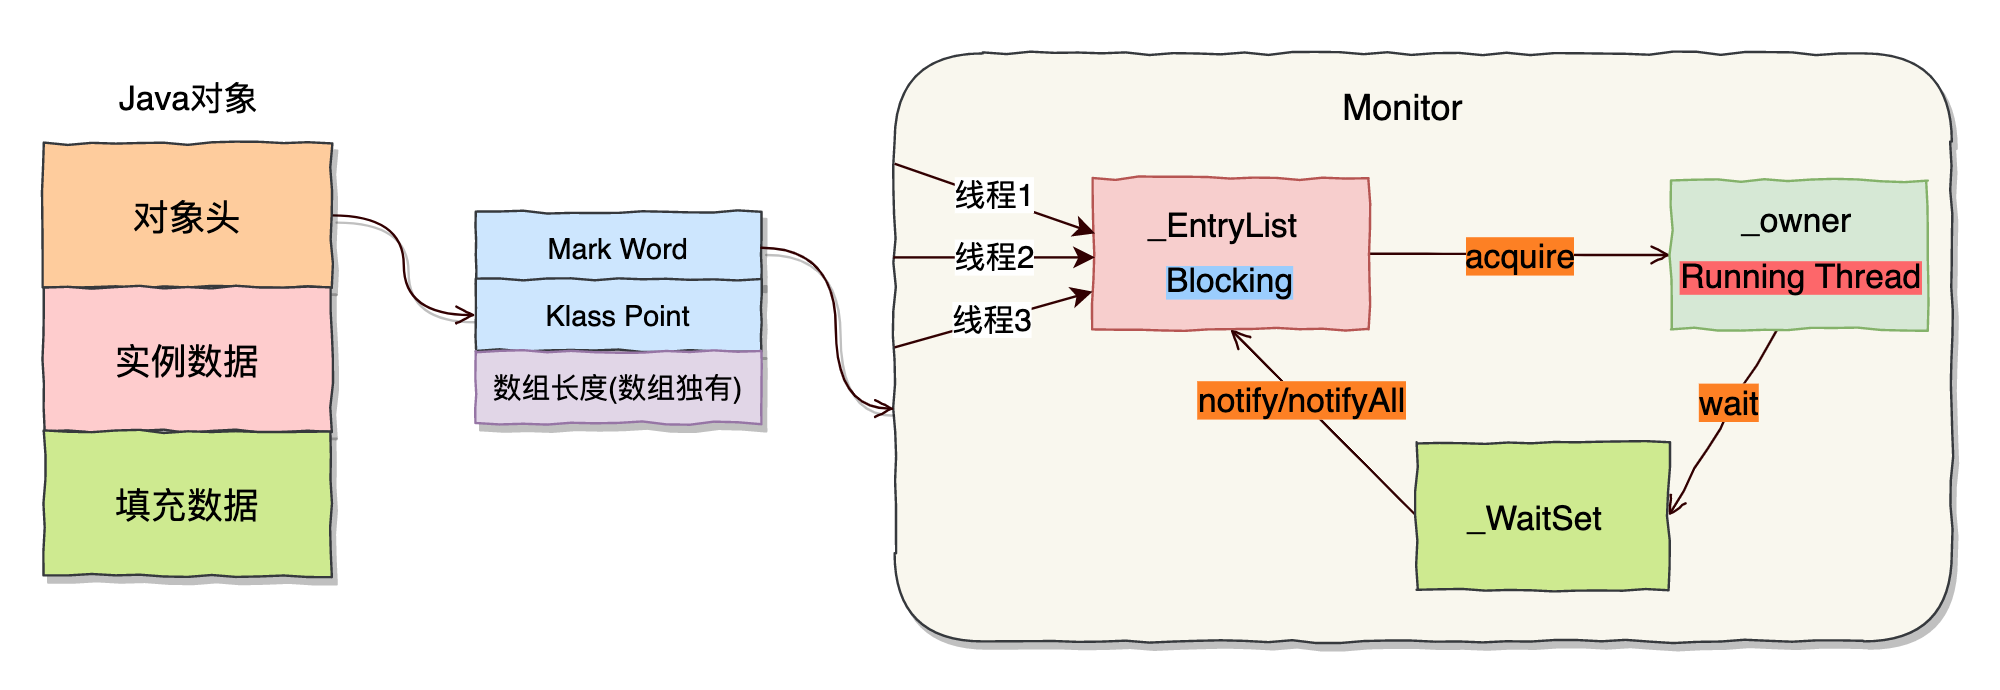 Java对象
对象头
实例数据
填充数据
Mark Word
Klass Point
数组长度(数组独有)
Monitor
线程1
线程2
线程3
_EntryList
Blocking
acquire
_owner
Running Thread
notify/notifyAll
wait
_WaitSet